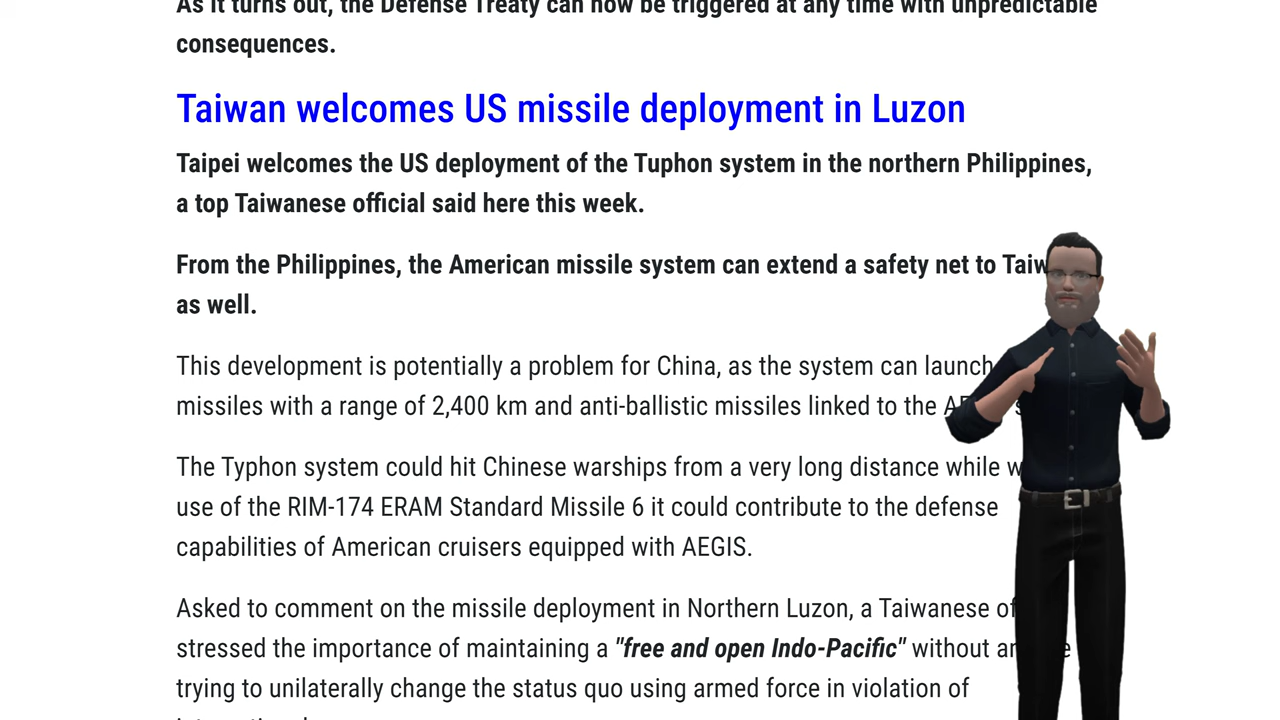 As it turns out, the Defense Treaty can now be triggered at any time with unpredictable
consequences.
Taiwan welcomes US missile deployment in Luzon
Taipei welcomes the US deployment of the Tuphon system in the northern Philippines,
a top Taiwanese official said here this week.
From the Philippines, the American missile system can extend a safety net to
as well.
This development is potentially a problem for China, as the system can launch
missiles with a range of 2,400 km and anti-ballistic missiles linked to the
The Typhon system could hit Chinese warships from a very long distance while
use of the RIM-174 ERAM Standard Missile 6 it could contribute to the defense
capabilities of American cruisers equipped with AEGIS.
Asked to comment on the missile deployment in Northern Luzon, a Taiwanese
stressed the importance of maintaining a "free and open Indo-Pacific" without
trying to unilaterally change the status quo using armed force in violation of